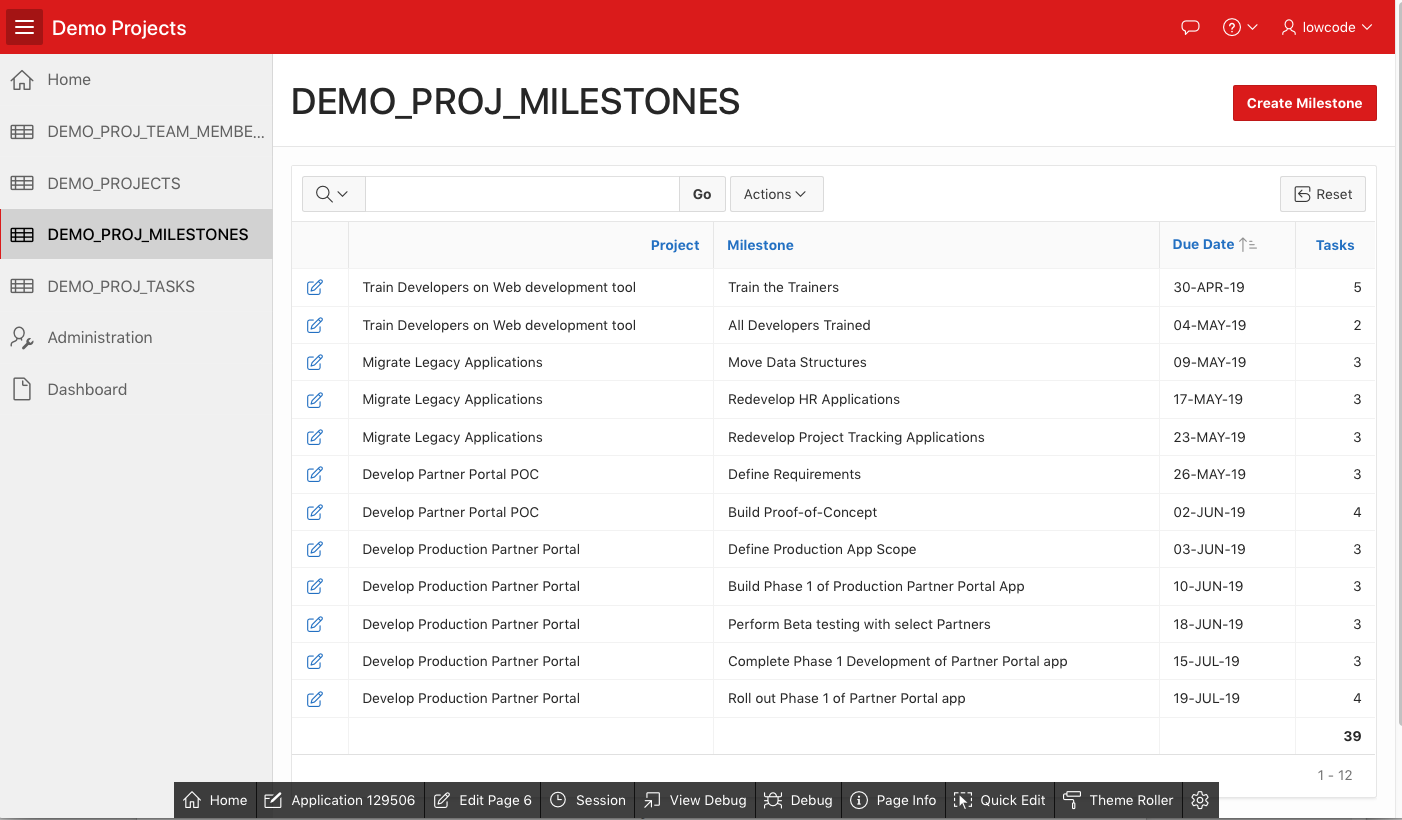 Demo Projects
lowcode
Home
DEMO_PROJ_TEAM_MEMBE...
DEMO_PROJECTS
DEMO_PROJ_MILESTONES
DEMO_PROJ_TASKS
Administration
Dashboard
DEMO_PROJ_MILESTONES
Create Milestone
Go
Actions
Reset
Project Milestone Due Date Tasks
Train Developers on Web development tool Train the Trainers 30-APR-19 5
Train Developers on Web development tool All Developers Trained 04-MAY-19 2
Migrate Legacy Applications Move Data Structures 09-MAY-19 3
Migrate Legacy Applications Redevelop HR Applications 17-MAY-19 3
Migrate Legacy Applications Redevelop Project Tracking Applications 23-MAY-19 3
Develop Partner Portal POC Define Requirements 26-MAY-19 3
Develop Partner Portal POC Build Proof-of-Concept 02-JUN-19 4
Develop Production Partner Portal Define Production App Scope 03-JUN-19 3
Develop Production Partner Portal Build Phase 1 of Production Partner Portal App 10-JUN-19 3
Develop Production Partner Portal Perform Beta testing with select Partners 18-JUN-19 3
Develop Production Partner Portal Complete Phase 1 Development of Partner Portal app 15-JUL-19 3
Develop Production Partner Portal Roll out Phase 1 of Partner Portal app 19-JUL-19 4
39
1 - 12
Home Application 129506 Edit Page 6 Session View Debug Debug Page Info Quick Edit Theme Roller